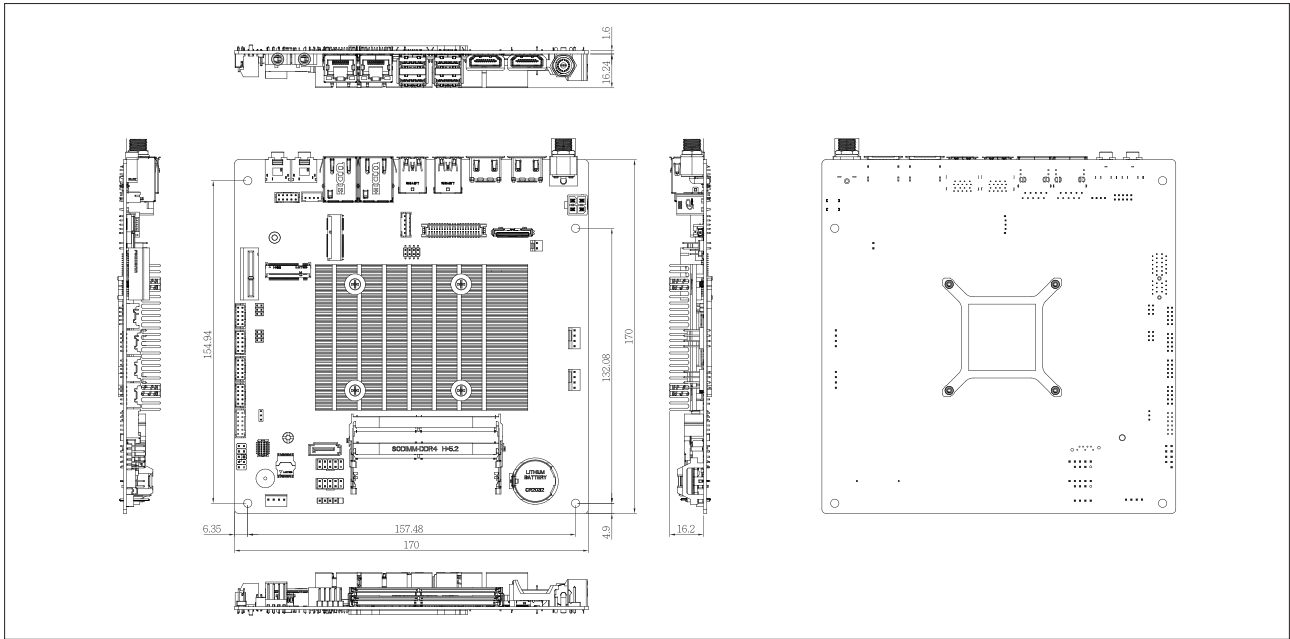 1.6
16.24
154.94
132.08
170
SODIMM-DDR4 H=5.2
LITHIUM
BATTERY
CR2032
6.35
157.48
4.9
170
16.2